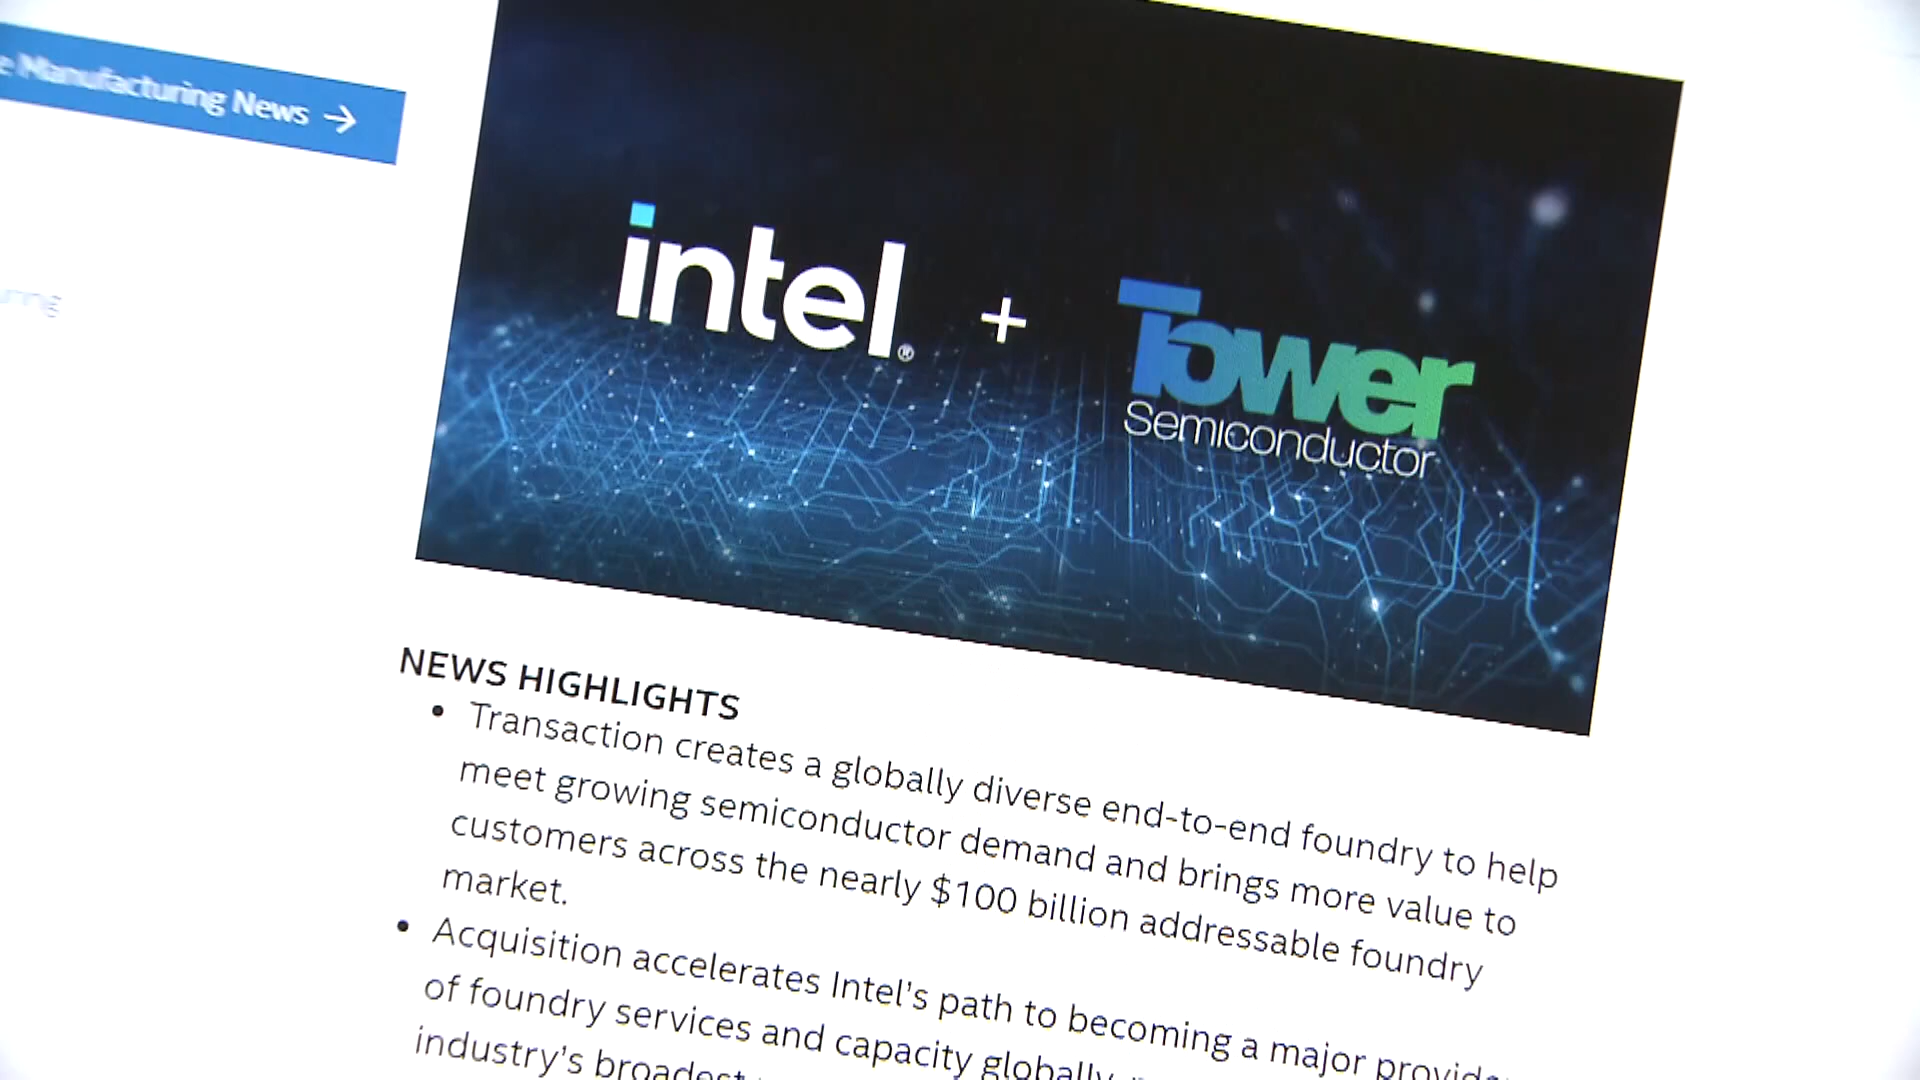 Manufacturing News →
intel®
+
Tower
Semiconductor
NEWS HIGHLIGHTS
• Transaction creates a globally diverse end-to-end foundry to help
meet growing semiconductor demand and brings more value to
customers across the nearly $100 billion addressable foundry
market.
• Acquisition accelerates Intel's path to becoming a major
of foundry services and capacity globally
industry's broadest